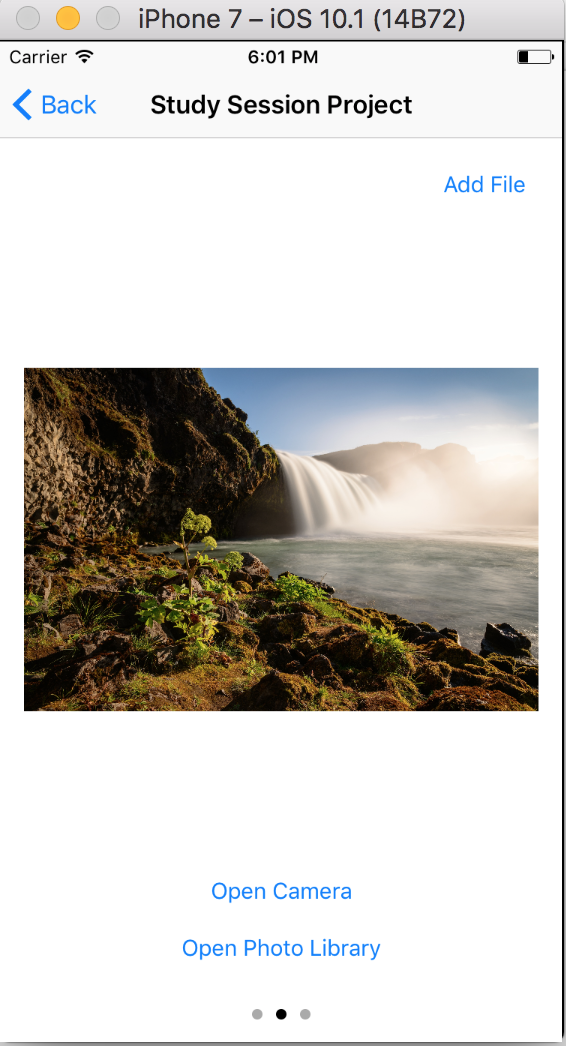 iPhone 7 – iOS 10.1 (14B72)
Carrier 6:01 PM
Back Study Session Project
Add File
Open Camera
Open Photo Library